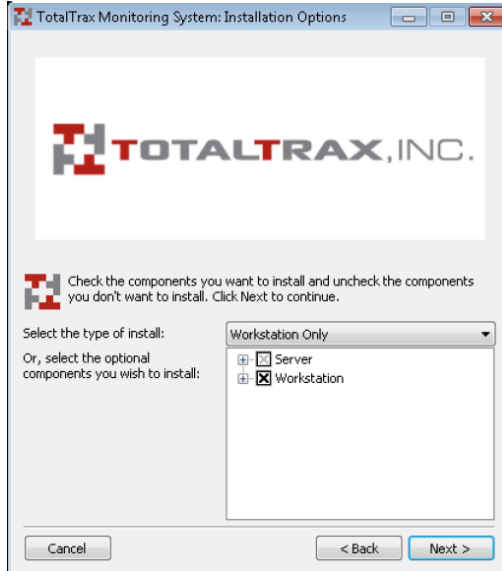 TotalTrax Monitoring System: Installation Options
TOTALTRAX, INC.
Check the components you want to install and uncheck the components
you don't want to install. Click Next to continue.
Select the type of install:
Workstation Only
Or, select the optional
components you wish to install:
Server
Workstation
Cancel
< Back
Next >